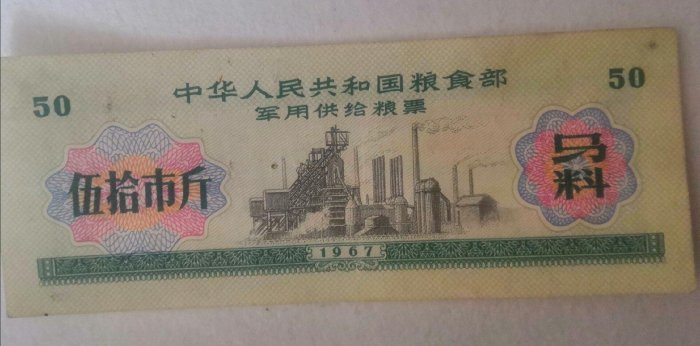 中华人民共和国粮食部
50 50
军用供给粮票
伍拾市斤
马料
1967